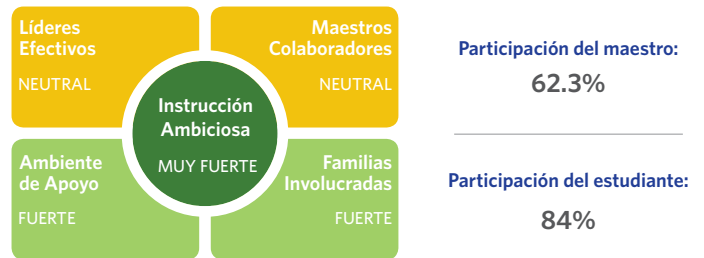 Líderes
Efectivos
NEUTRAL
Maestros
Colaboradores
NEUTRAL
Instrucción
Ambiciosa
MUY FUERTE
Ambiente
de Apoyo
FUERTE
Familias
Involucradas
FUERTE
Participación del maestro:
62.3%
Participación del estudiante:
84%